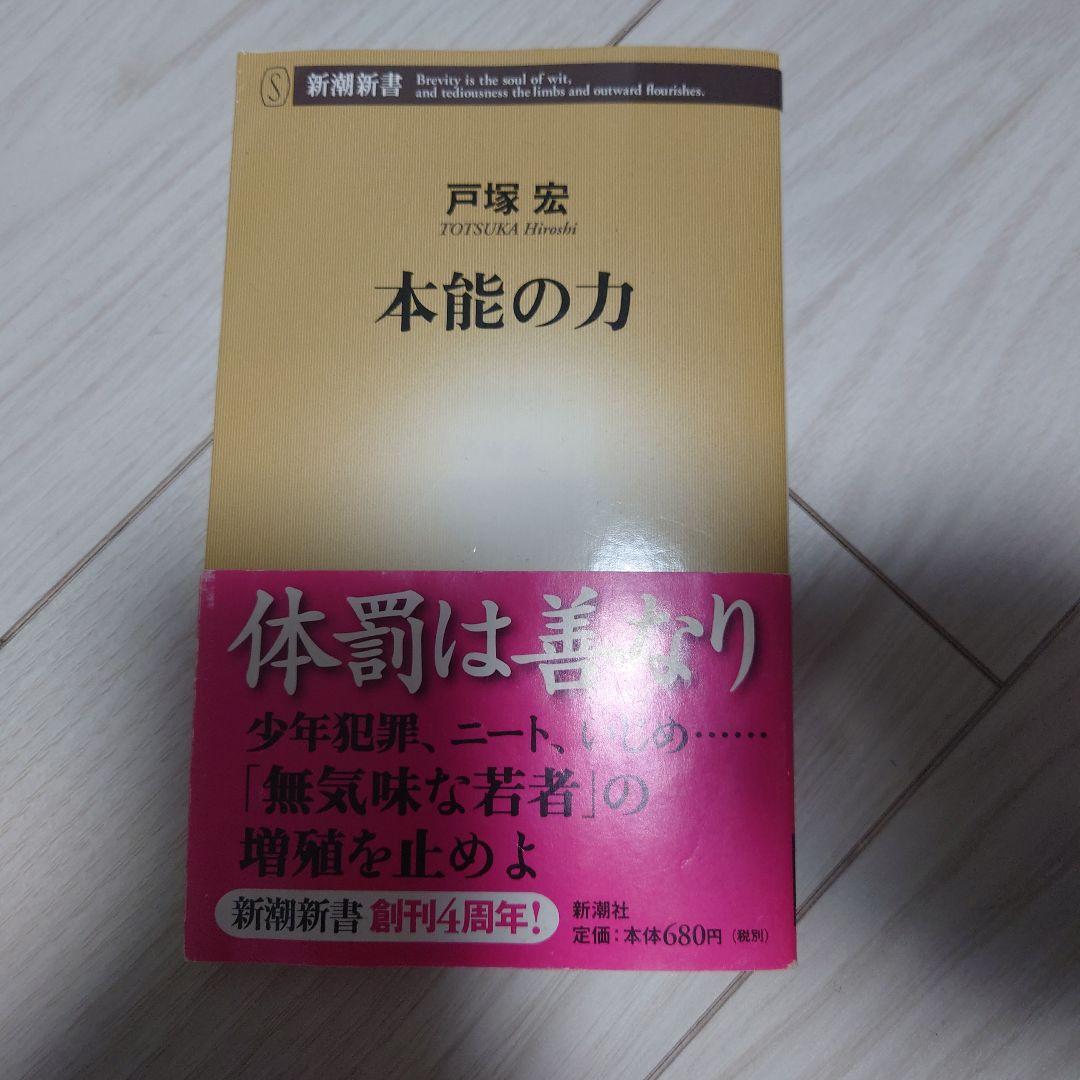 S
新潮新書
Brevity is the soul of wit,
and tediousness the limbs and outward flourishes.
戸塚 宏
TOTSUKA Hiroshi
本能の力
体罰は善なり
少年犯罪、ニート、いじめ……
「無気味な若者」の
増殖を止めよ
新潮新書 創刊4周年!
新潮社
定価:本体680円(税別)